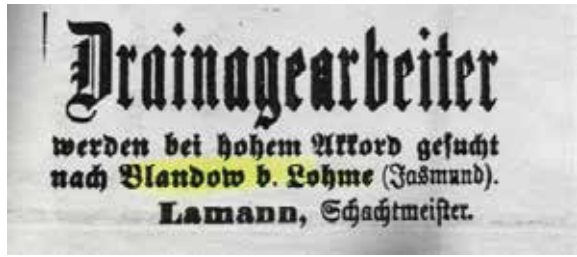 Drainagearbeiter
werden bei hohem Akkord gesucht
nach Blandow b. Lohme (Jasmund).
Lamann, Schachtmeister.